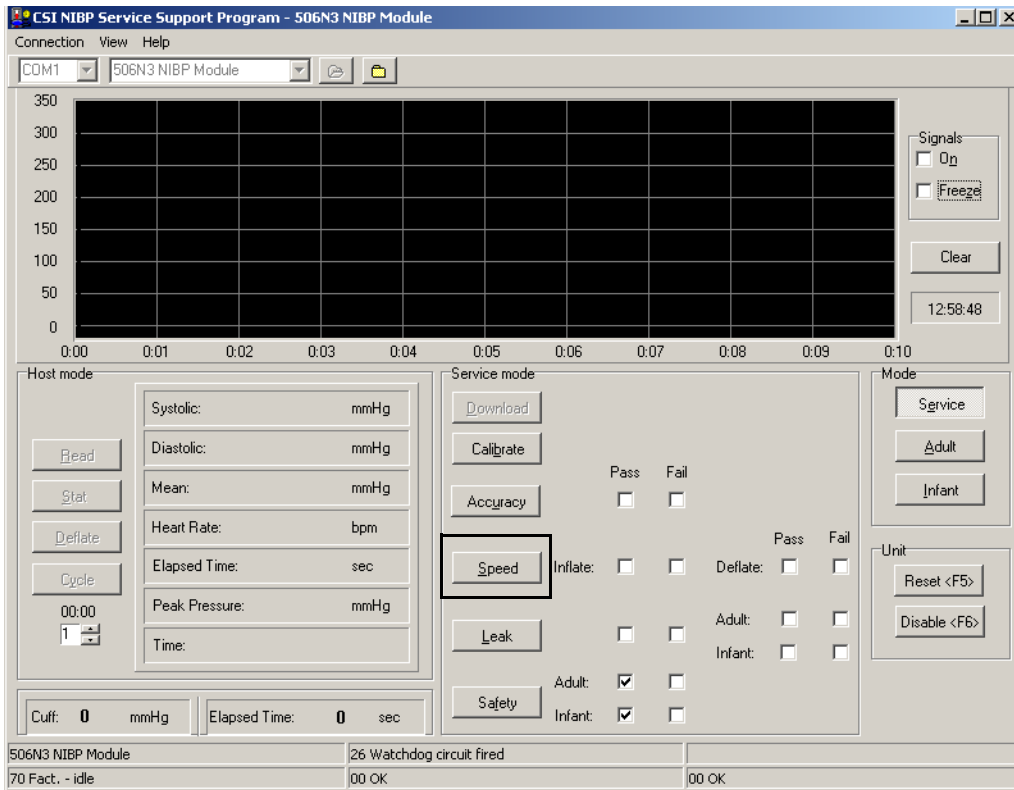 CSI NIBP Service Support Program - 506N3 NIBP Module
Connection View Help
COM1 506N3 NIBP Module
350
300
250
200
150
100
50
0
0:00 0:01 0:02 0:03 0:04 0:05 0:06 0:07 0:08 0:09 0:10
Signals
On
Freeze
Clear
12:58:48
Host mode
Read
Stat
Deflate
Cycle
00:00
1
Systolic: mmHg
Diastolic: mmHg
Mean: mmHg
Heart Rate: bpm
Elapsed Time: sec
Peak Pressure: mmHg
Time:
Cuff: 0 mmHg Elapsed Time: 0 sec
Service mode
Download
Calibrate
Pass Fail
Accuracy
Pass Fail
Speed Inflate: Deflate:
Leak Adult:
Infant:
Safety Adult:
Infant:
Mode
Service
Adult
Infant
Unit
Reset <F5>
Disable <F6>
506N3 NIBP Module 26 Watchdog circuit fired
70 Fact. - idle 00 OK 00 OK